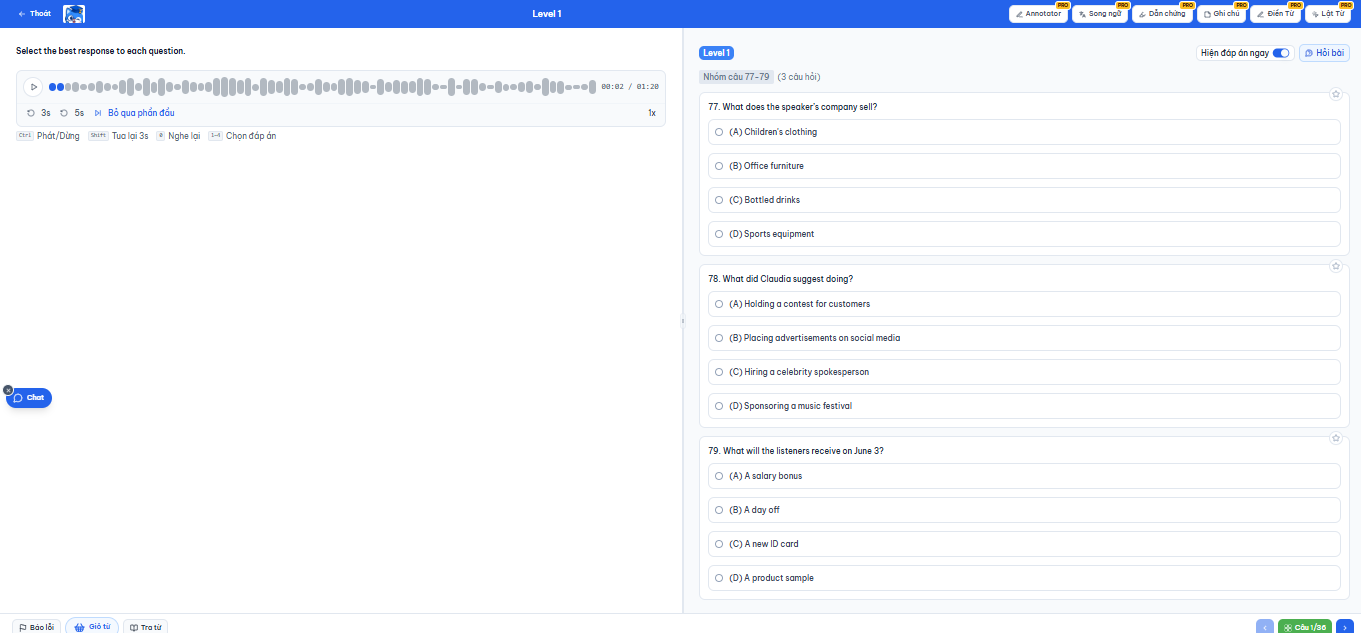 ← Thoát
Level 1
Annotator PRO
Song ngữ PRO
Dẫn chứng PRO
Ghi chú PRO
Điền Từ PRO
Lật Từ PRO
Select the best response to each question.
00:02 / 01:20
3s 5s Bỏ qua phần đầu 1x
Ctrl Phát/Dừng Shift Tua lại 3s 0 Nghe lại 1-4 Chọn đáp án
Chat
Level 1
Hiện đáp án ngay
Hỏi bài
Nhóm câu 77-79 (3 câu hỏi)
77. What does the speaker's company sell?
(A) Children's clothing
(B) Office furniture
(C) Bottled drinks
(D) Sports equipment
78. What did Claudia suggest doing?
(A) Holding a contest for customers
(B) Placing advertisements on social media
(C) Hiring a celebrity spokesperson
(D) Sponsoring a music festival
79. What will the listeners receive on June 3?
(A) A salary bonus
(B) A day off
(C) A new ID card
(D) A product sample
Báo lỗi
Giỏ từ
Tra từ
Câu 1/36